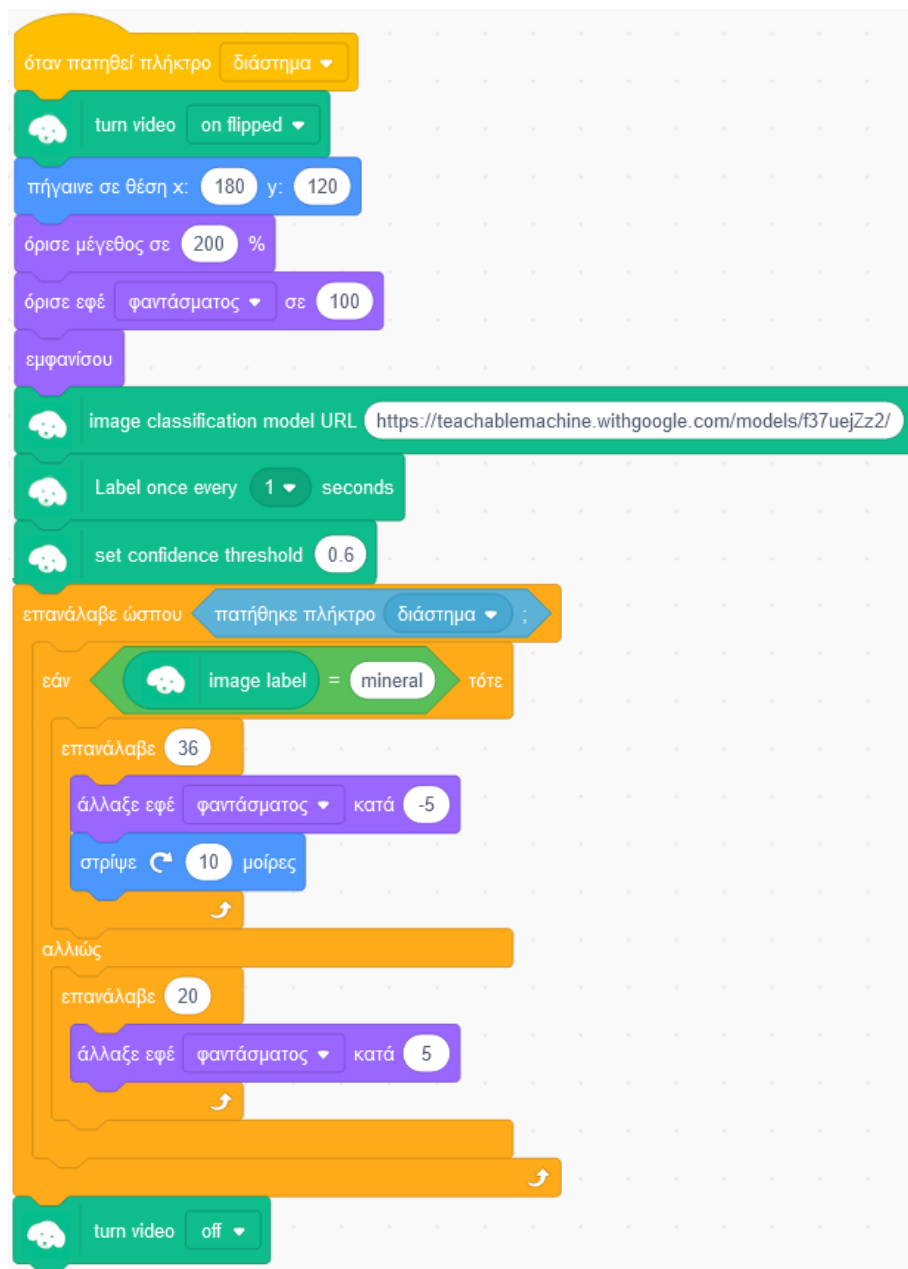 όταν πατηθεί πλήκτρο διάστημα
turn video on flipped
πήγαινε σε θέση x: 180 y: 120
όρισε μέγεθος σε 200 %
όρισε εφέ φαντάσματος σε 100
εμφανίσου
image classification model URL https://teachablemachine.withgoogle.com/models/f37uejZz2/
Label once every 1 seconds
set confidence threshold 0.6
επανάλαβε ώσπου πατήθηκε πλήκτρο διάστημα ;
εάν image label = mineral τότε
επανάλαβε 36
άλλαξε εφέ φαντάσματος κατά -5
στρίψε 10 μοίρες
αλλιώς
επανάλαβε 20
άλλαξε εφέ φαντάσματος κατά 5
turn video off